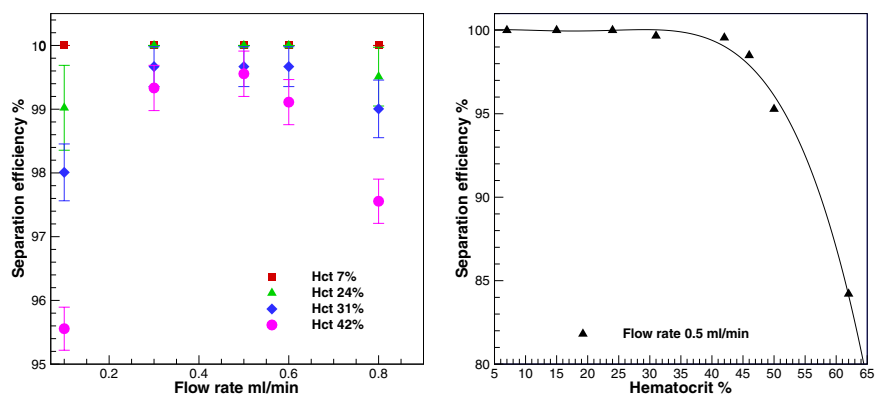 10
99
98
97
96
95
Separation efficiency %
0.2
0.4
0.6
0.8
Flow rate ml/min
Hct 7%
Hct 24%
Hct 31%
Hct 42%
100
95
90
85
80
Separation efficiency %
5 10 15 20 25 30 35 40 45 50 55 60 65
Hematocrit %
Flow rate 0.5 ml/min